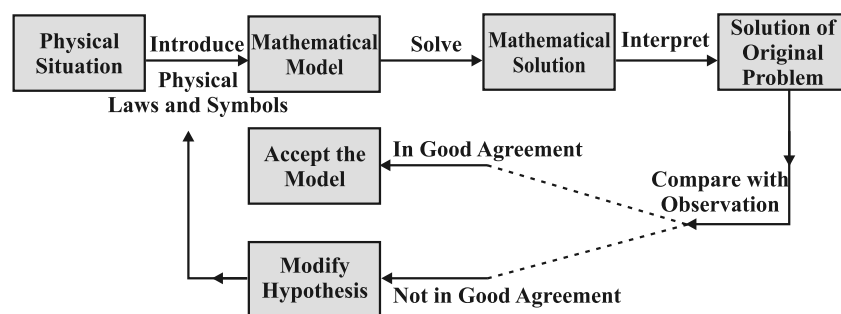 Physical
Situation
Introduce
Physical
Laws and Symbols
Mathematical
Model
Solve
Mathematical
Solution
Interpret
Solution of
Original
Problem
Compare with
Observation
In Good Agreement
Accept the
Model
Not in Good Agreement
Modify
Hypothesis